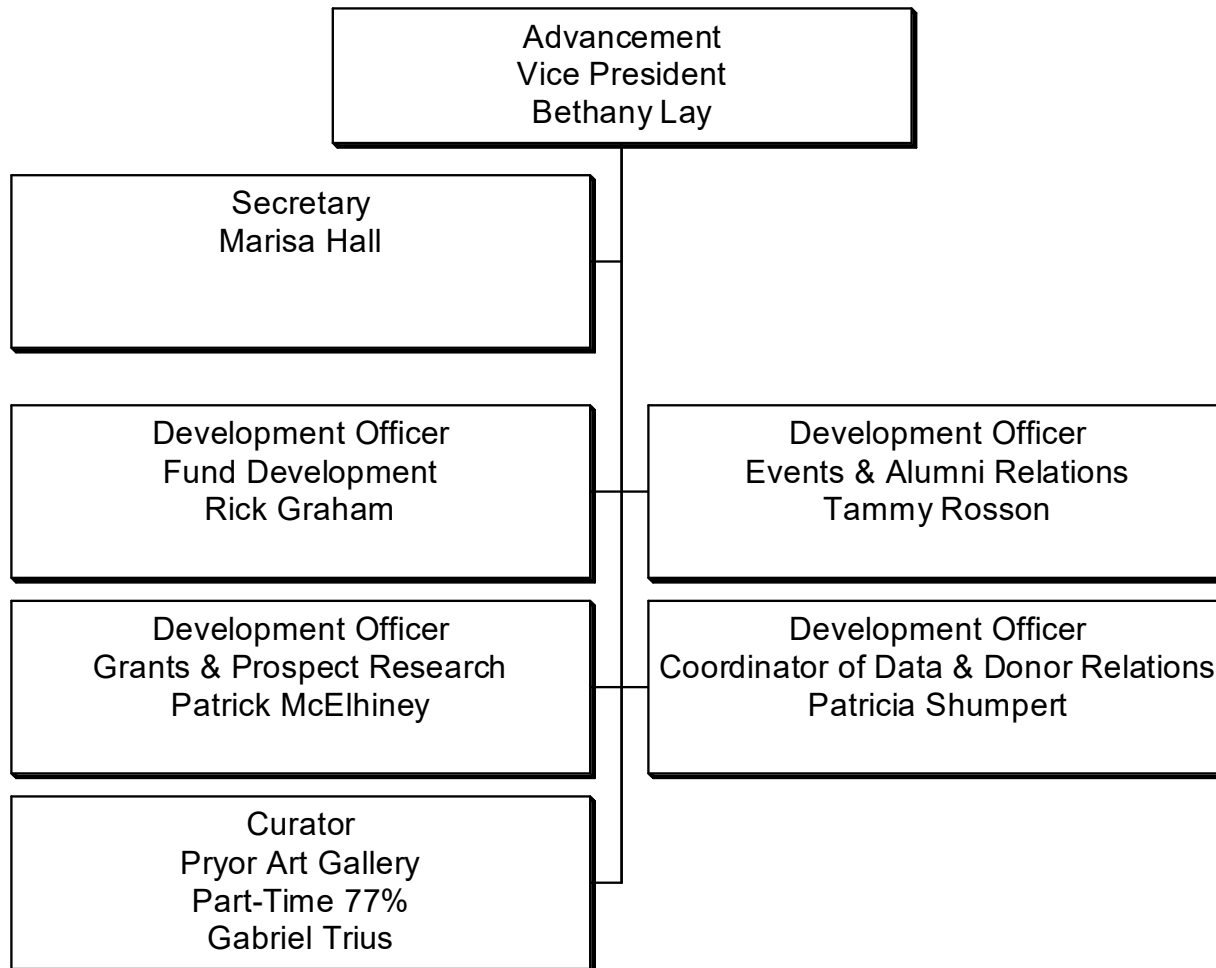 Advancement
Vice President
Bethany Lay
Secretary
Marisa Hall
Development Officer
Fund Development
Rick Graham
Development Officer
Events & Alumni Relations
Tammy Rosson
Development Officer
Grants & Prospect Research
Patrick McElhiney
Development Officer
Coordinator of Data & Donor Relations
Patricia Shumpert
Curator
Pryor Art Gallery
Part-Time 77%
Gabriel Trius